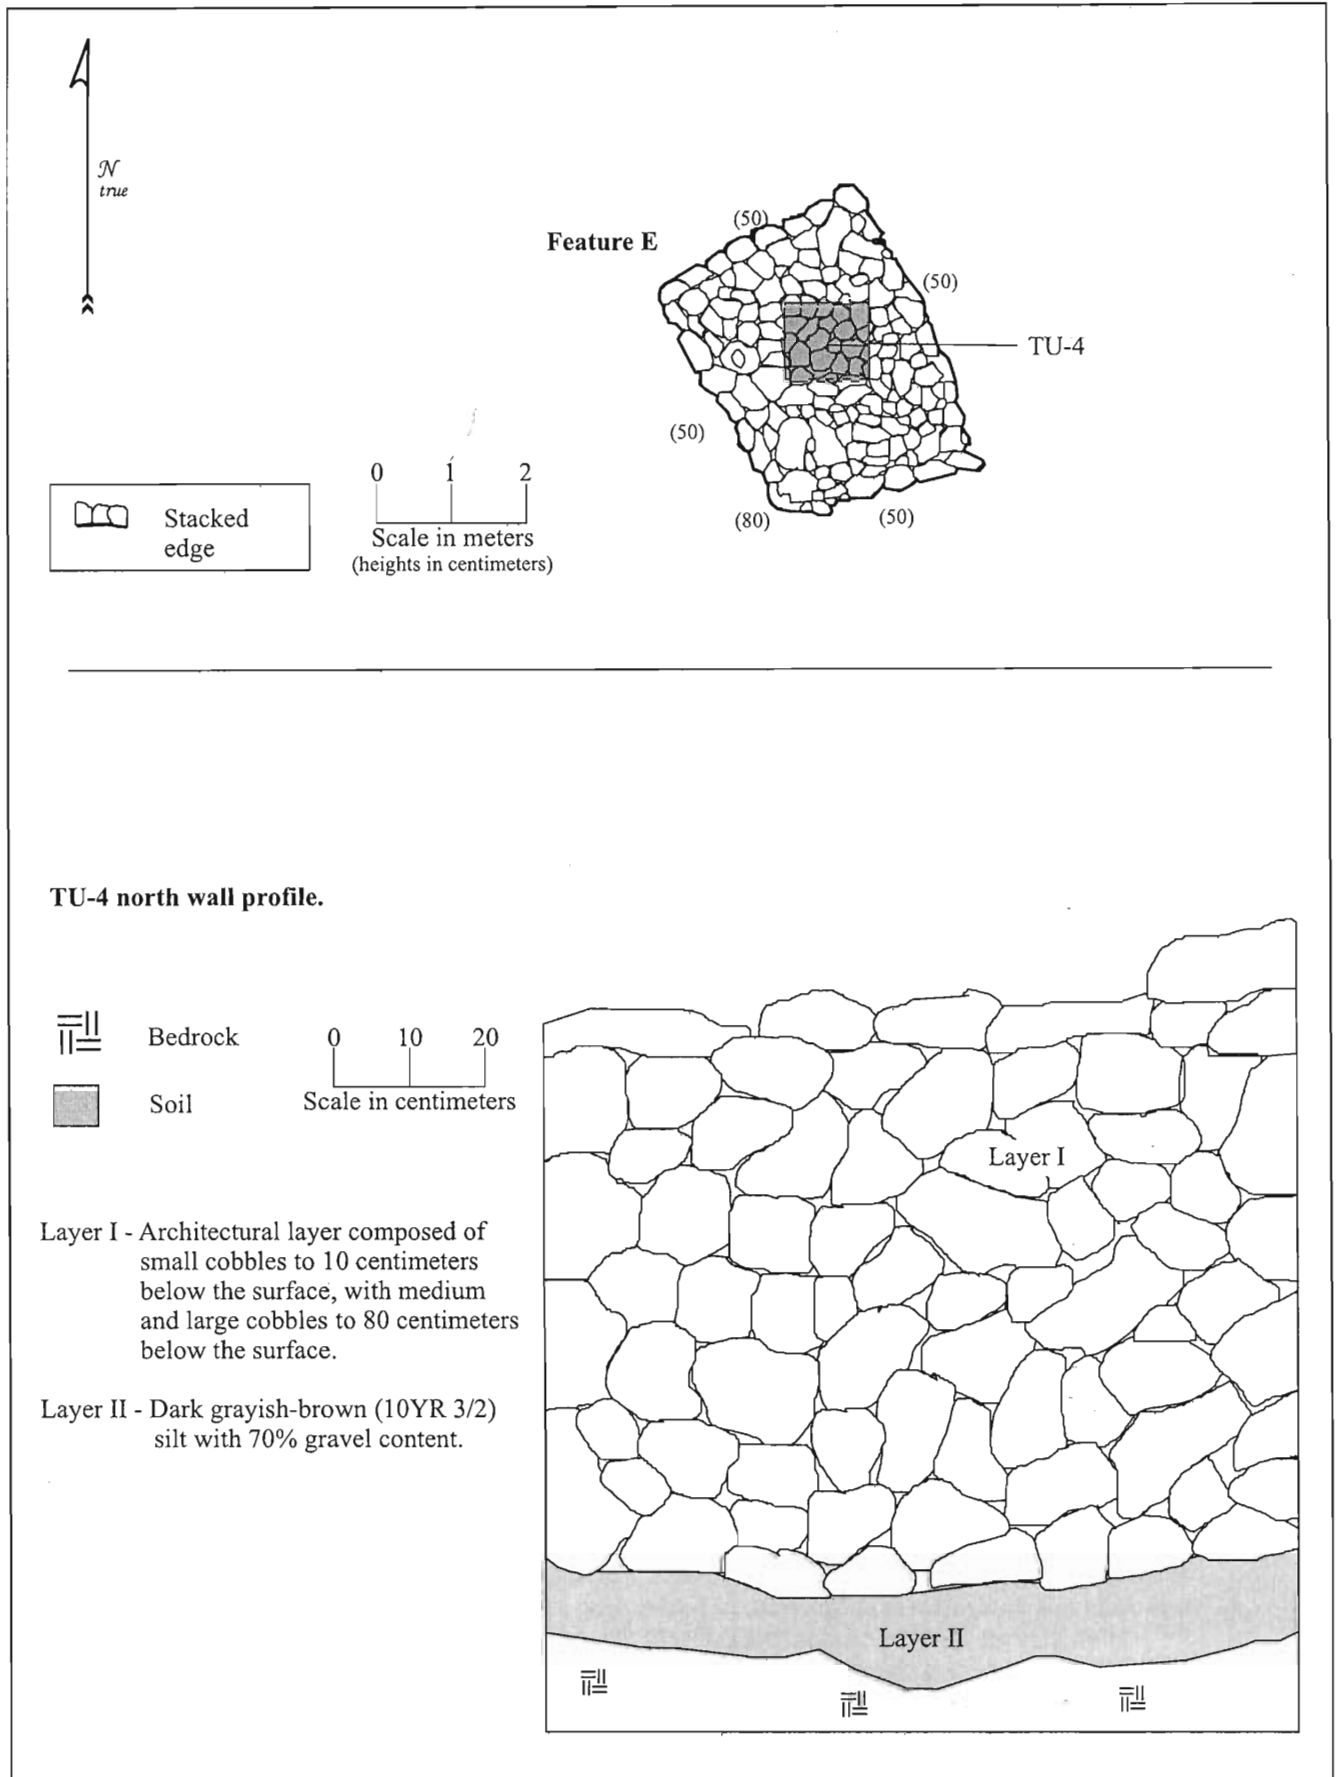 N
true
Feature E
(50)
(50)
TU-4
(50)
(80)
(50)
0 1 2
Scale in meters
(heights in centimeters)
Stacked
edge
TU-4 north wall profile.
Bedrock
Soil
0 10 20
Scale in centimeters
Layer I
Layer I - Architectural layer composed of
small cobbles to 10 centimeters
below the surface, with medium
and large cobbles to 80 centimeters
below the surface.
Layer II - Dark grayish-brown (10YR 3/2)
silt with 70% gravel content.
Layer II